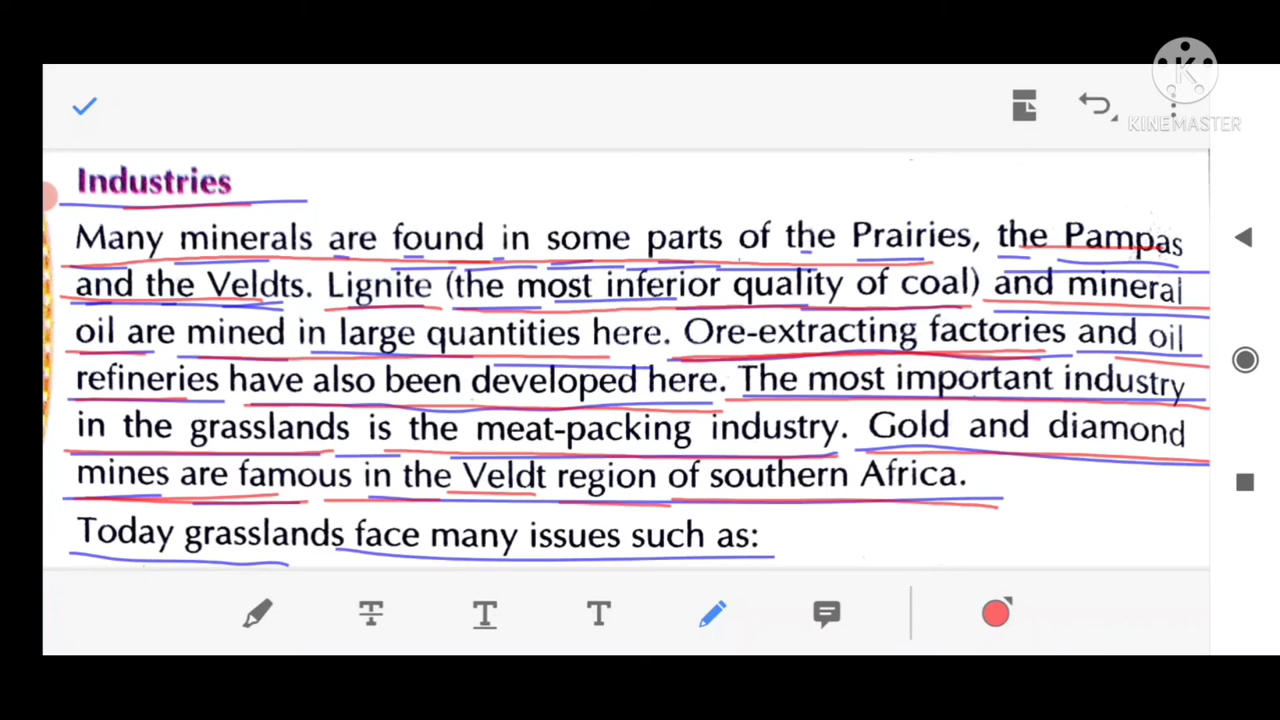 KINEMASTER
Industries
Many minerals are found in some parts of the Prairies, the Pampas
and the Veldts. Lignite (the most inferior quality of coal) and mineral
oil are mined in large quantities here. Ore-extracting factories and oil
refineries have also been developed here. The most important industry
in the grasslands is the meat-packing industry. Gold and diamond
mines are famous in the Veldt region of southern Africa.
Today grasslands face many issues such as: